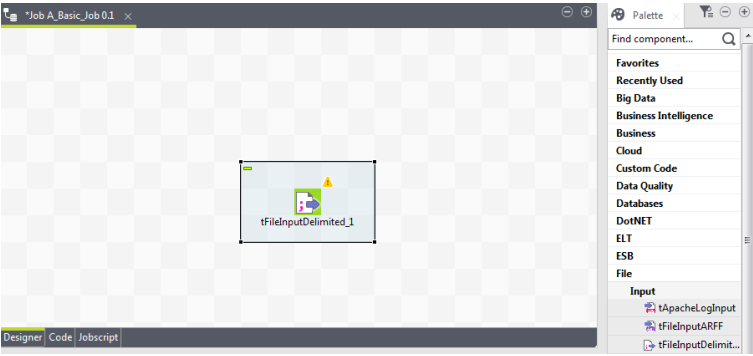 *Job A_Basic_Job 0.1
tFileInputDelimited_1
Designer Code Jobscript
Palette
Find component...
Favorites
Recently Used
Big Data
Business Intelligence
Business
Cloud
Custom Code
Data Quality
Databases
DotNET
ELT
ESB
File
Input
tApacheLogInput
tFileInputARFF
tFileInputDelimit...